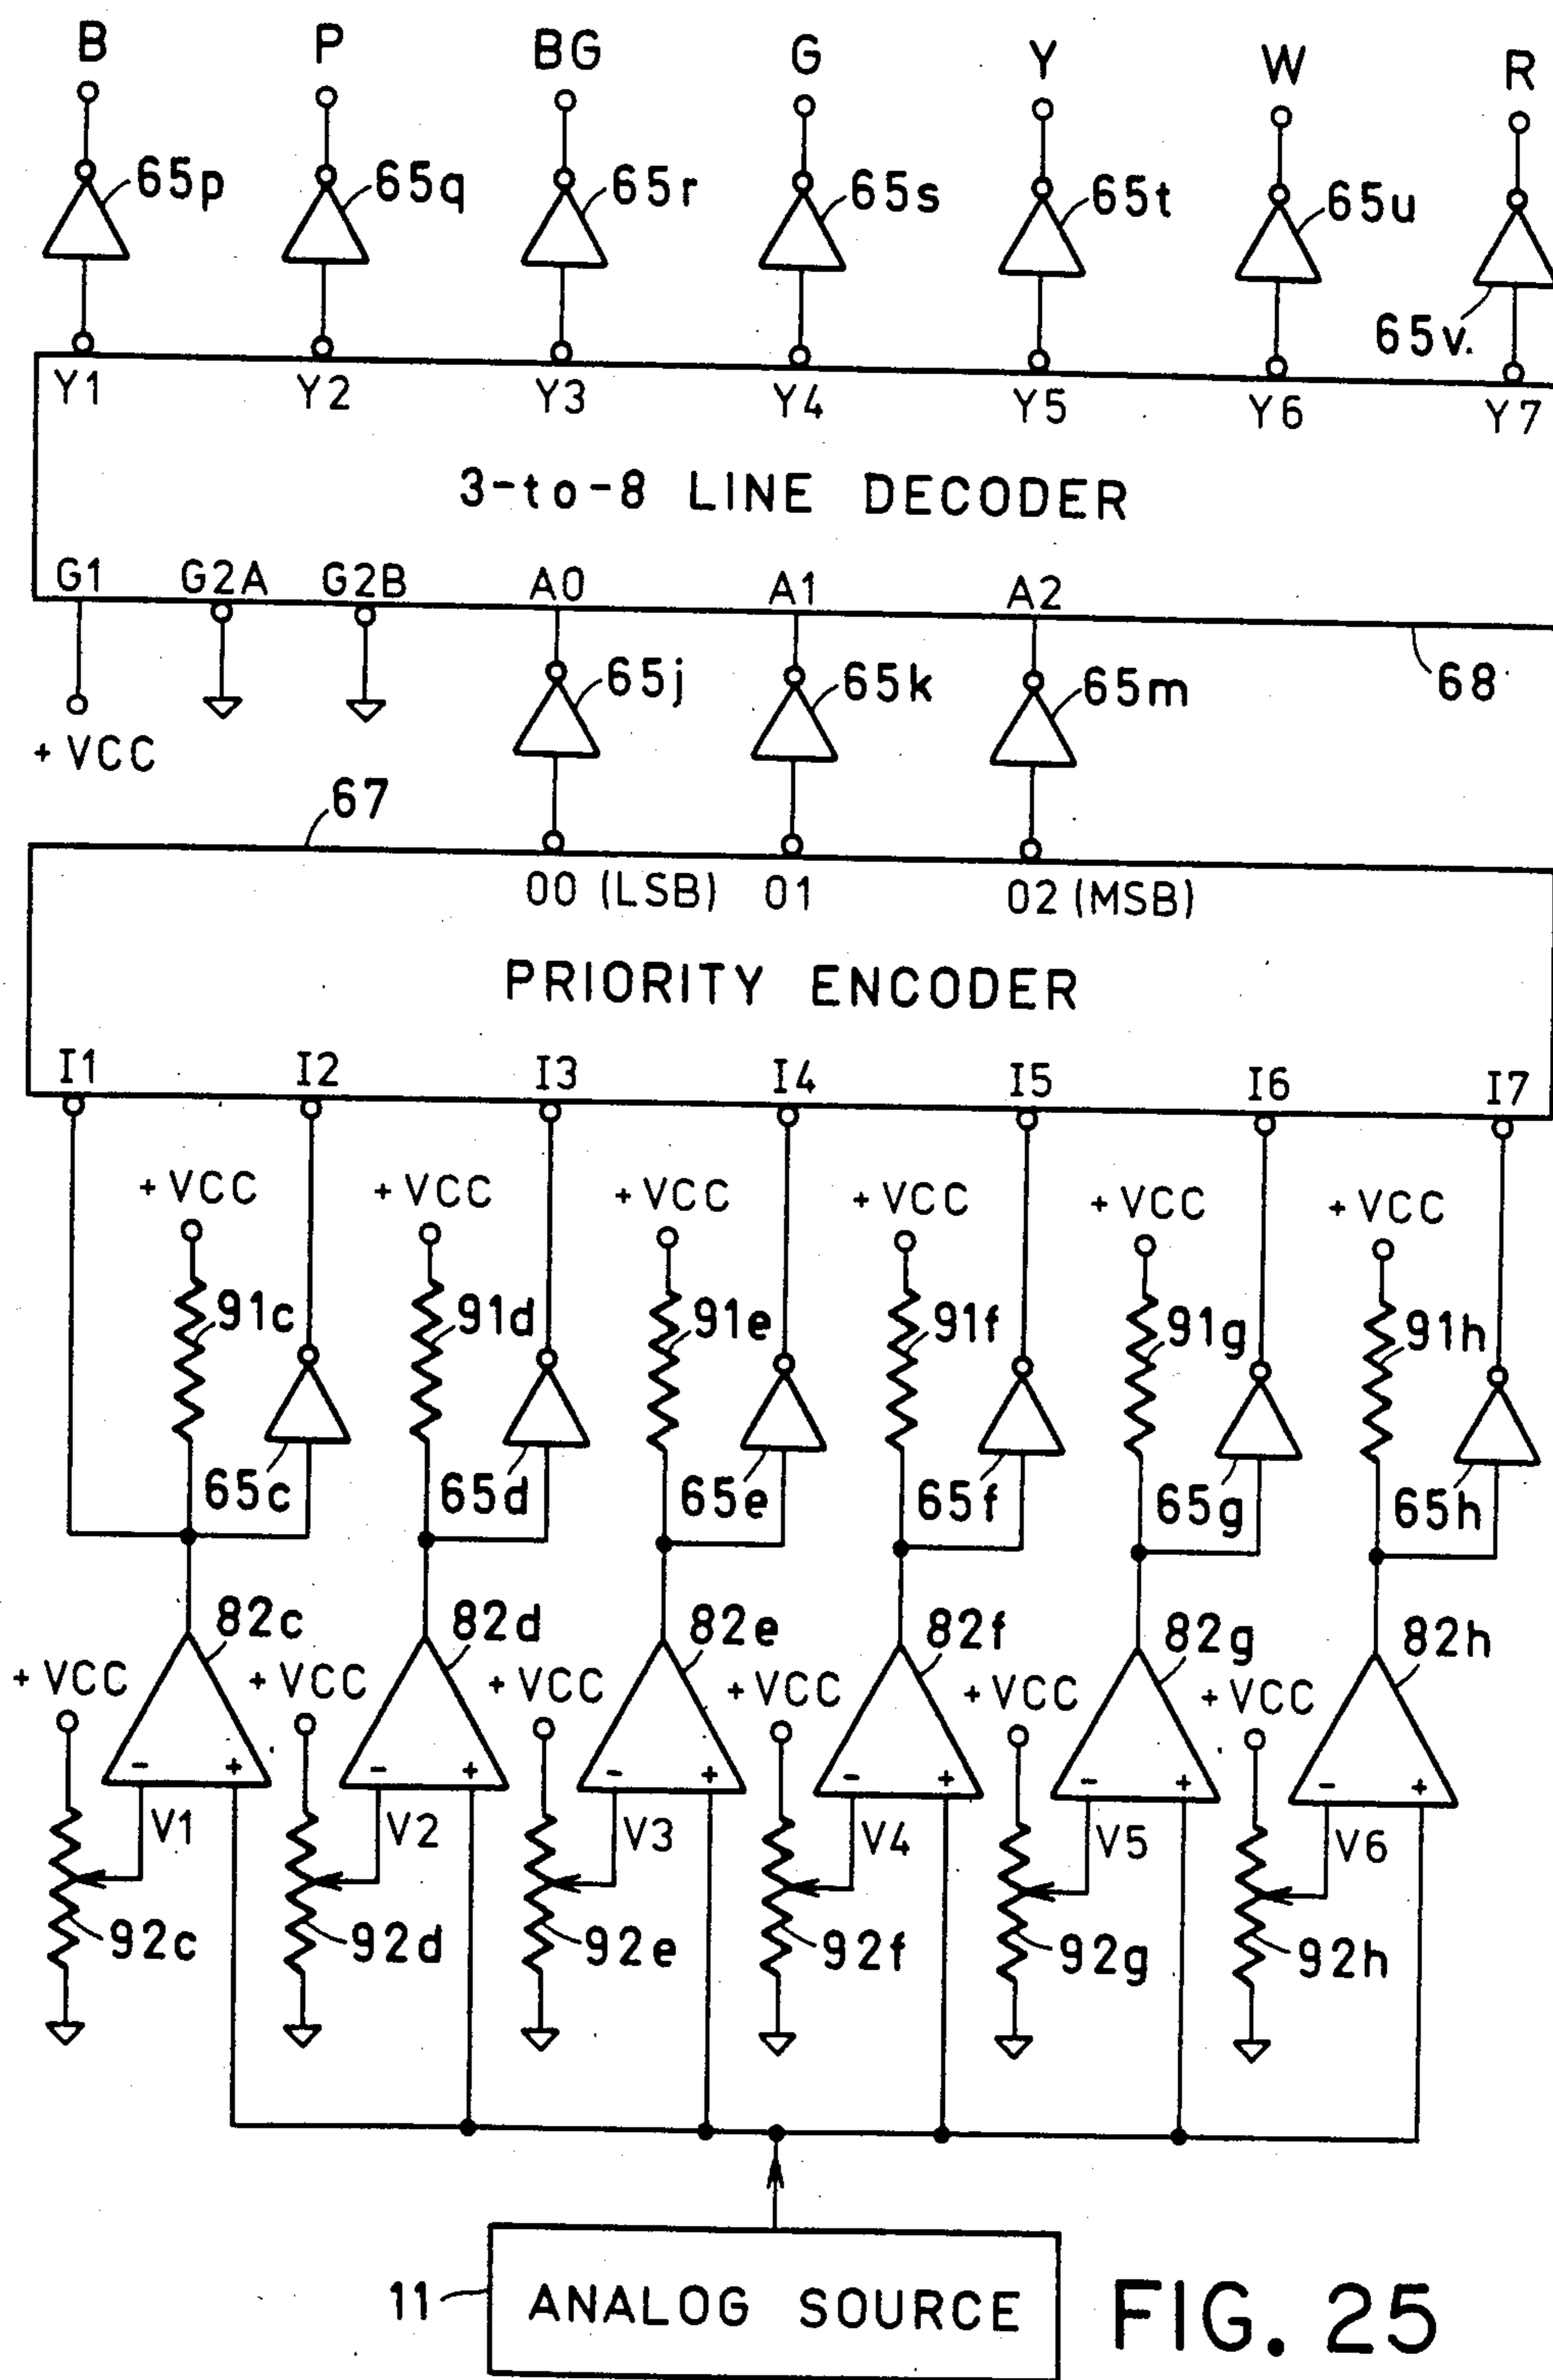 B P BG G Y W R
65p 65q 65r 65s 65t 65u 65v
Y1 Y2 Y3 Y4 Y5 Y6 Y7
3-to-8 LINE DECODER
G1 G2A G2B A0 A1 A2
65j 65k 65m 68
+ VCC
67
00 (LSB) 01 02 (MSB)
PRIORITY ENCODER
I1 I2 I3 I4 I5 I6 I7
+ VCC + VCC + VCC + VCC + VCC + VCC
91c 91d 91e 91f 91g 91h
65c 65d 65e 65f 65g 65h
82c 82d 82e 82f 82g 82h
+ VCC + VCC + VCC + VCC + VCC + VCC
- + - + - + - + - + - +
V1 V2 V3 V4 V5 V6
92c 92d 92e 92f 92g 92h
11 ANALOG SOURCE
FIG. 25